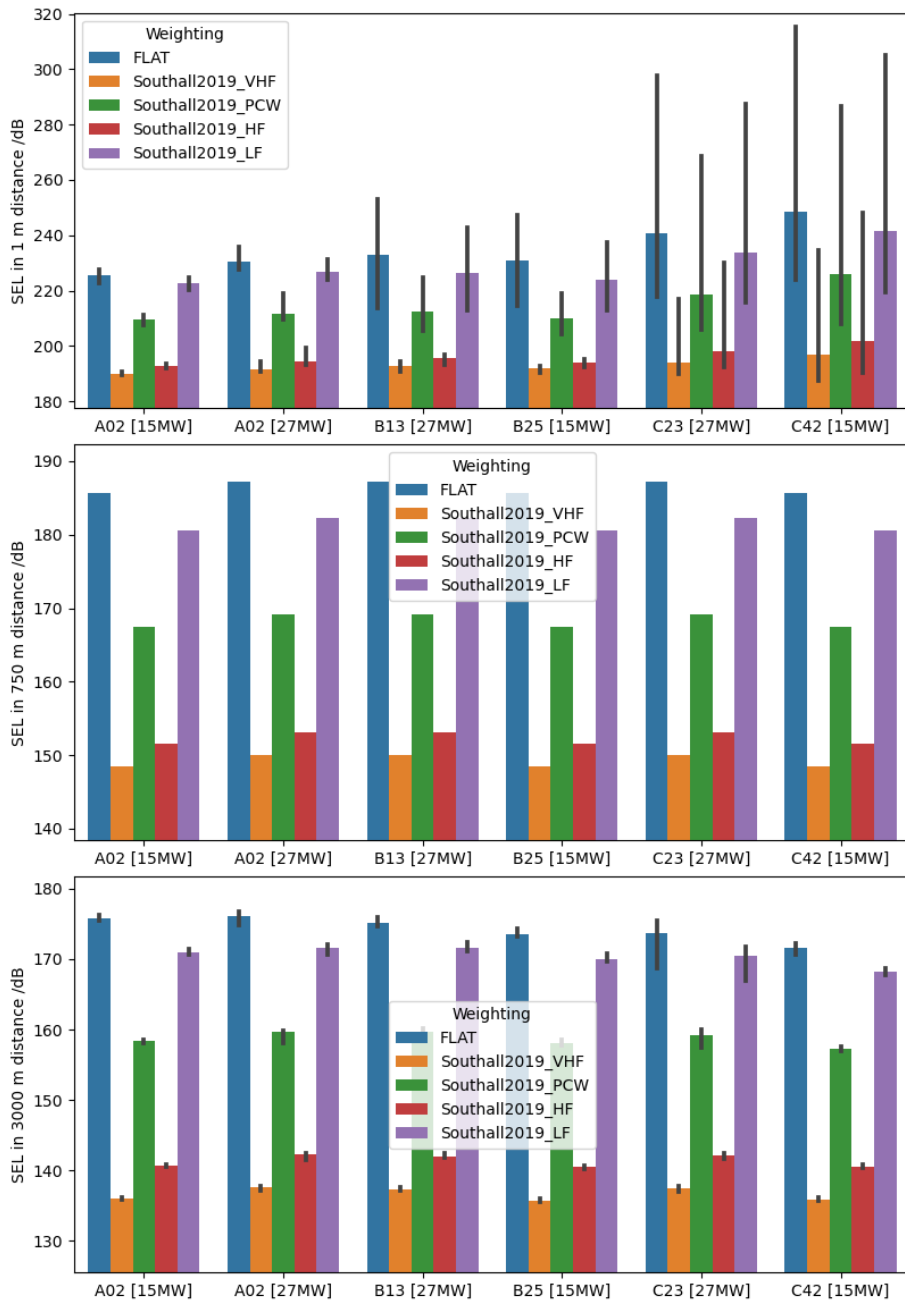 320
300
280
260
240
220
200
180
SEL in 1 m distance /dB
Weighting
FLAT
Southall2019_VHF
Southall2019_PCW
Southall2019_HF
Southall2019_LF
A02 [15MW] A02 [27MW] B13 [27MW] B25 [15MW] C23 [27MW] C42 [15MW]
190
180
170
160
150
140
SEL in 750 m distance /dB
Weighting
FLAT
Southall2019_VHF
Southall2019_PCW
Southall2019_HF
Southall2019_LF
A02 [15MW] A02 [27MW] B13 [27MW] B25 [15MW] C23 [27MW] C42 [15MW]
180
170
160
150
140
130
SEL in 3000 m distance /dB
Weighting
FLAT
Southall2019_VHF
Southall2019_PCW
Southall2019_HF
Southall2019_LF
A02 [15MW] A02 [27MW] B13 [27MW] B25 [15MW] C23 [27MW] C42 [15MW]